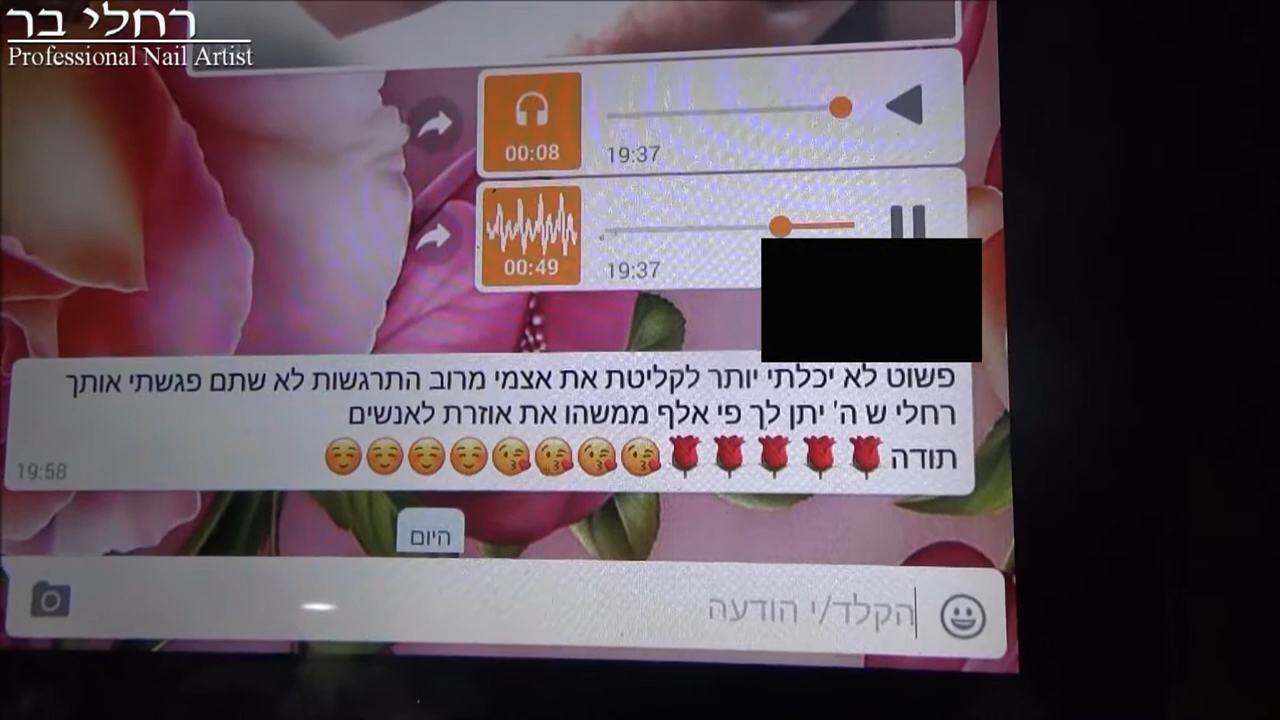 רחלי בר
Professional Nail Artist
00:08
19:37
00:49
19:37
פשוט לא יכלתי יותר לקליטת את אצמי מרוב התרגשות לא שתם פגשתי אותך
רחלי ש ה' יתן לך פי אלף ממשהו את אוזרת לאנשים
תודה🌹🌹🌹🌹🌹😘😘😘😘☺️☺️☺️☺️
19:58
היום
הקלד/י הודעה